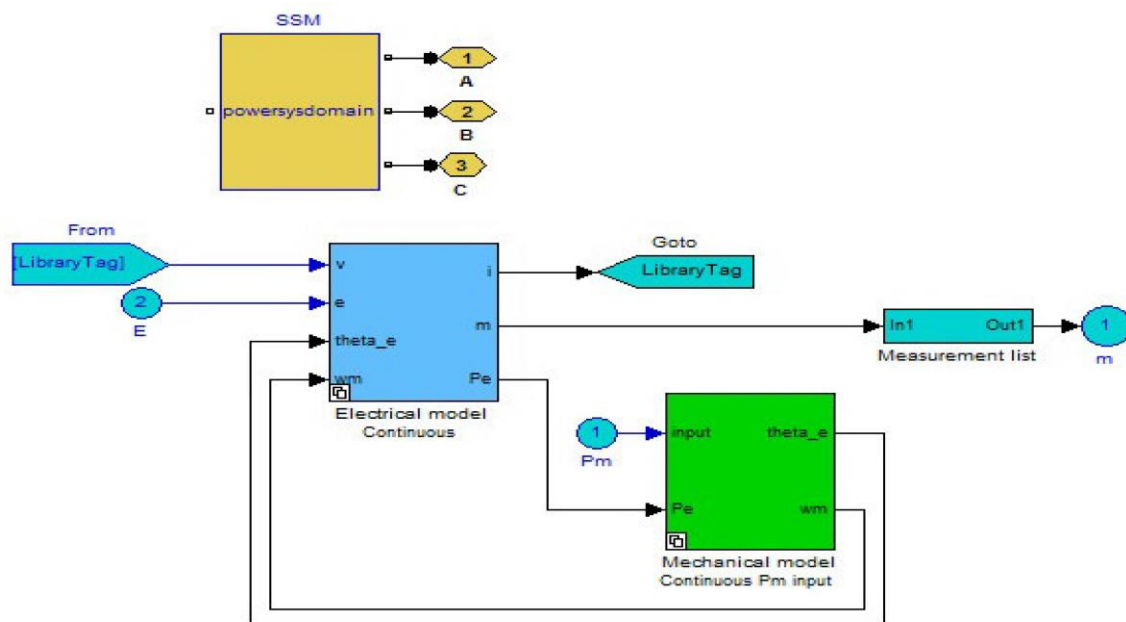 SSM
powersysdomain
1
A
2
B
3
C
From
[LibraryTag]
2
E
v
e
theta_e
wm
i
m
Pe
Electrical model
Continuous
Goto
LibraryTag
In1
Out1
Measurement list
1
m
1
Pm
input
Pe
theta_e
wm
Mechanical model
Continuous Pm input